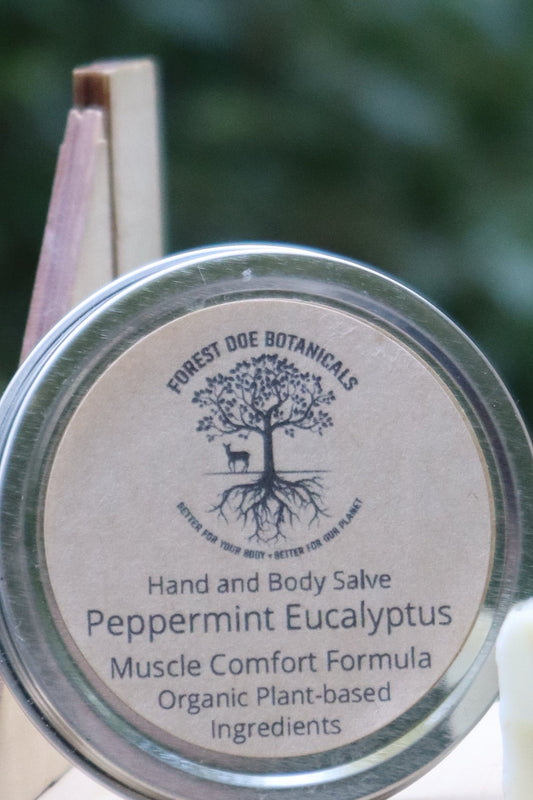 FOREST DOE BOTANICALS
BETTER FOR YOUR BODY • BETTER FOR OUR PLANET
Hand and Body Salve
Peppermint Eucalyptus
Muscle Comfort Formula
Organic Plant-based
Ingredients